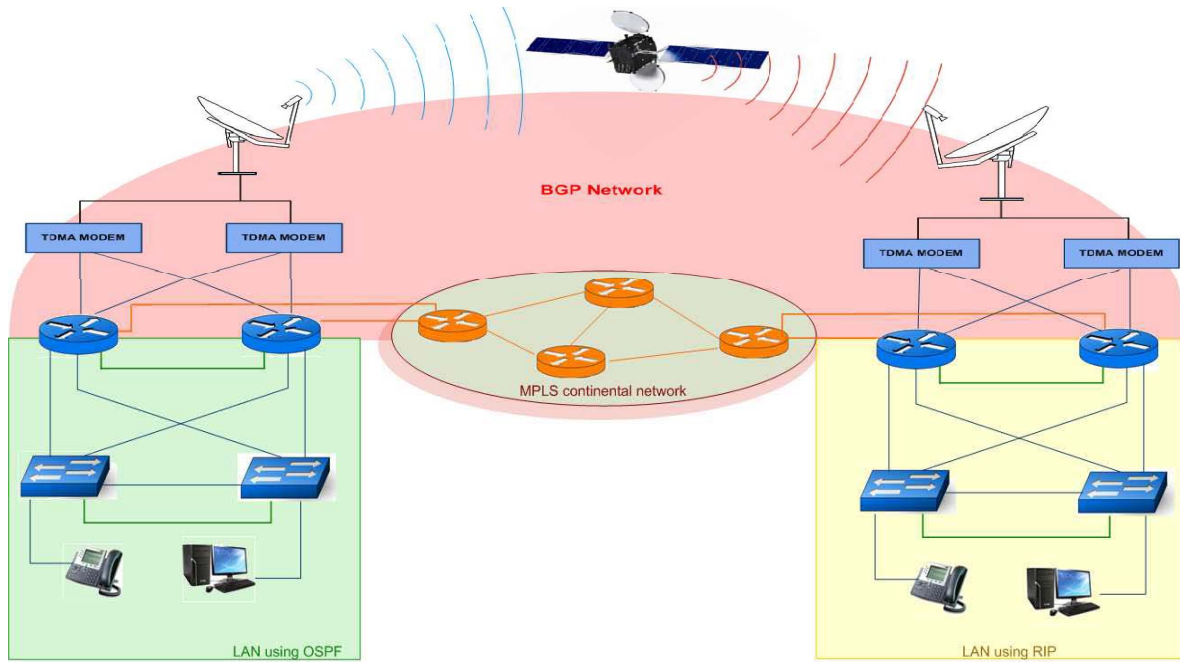 BGP Network
TDMA MODEM
TDMA MODEM
TDMA MODEM
TDMA MODEM
MPLS continental network
LAN using OSPF
LAN using RIP